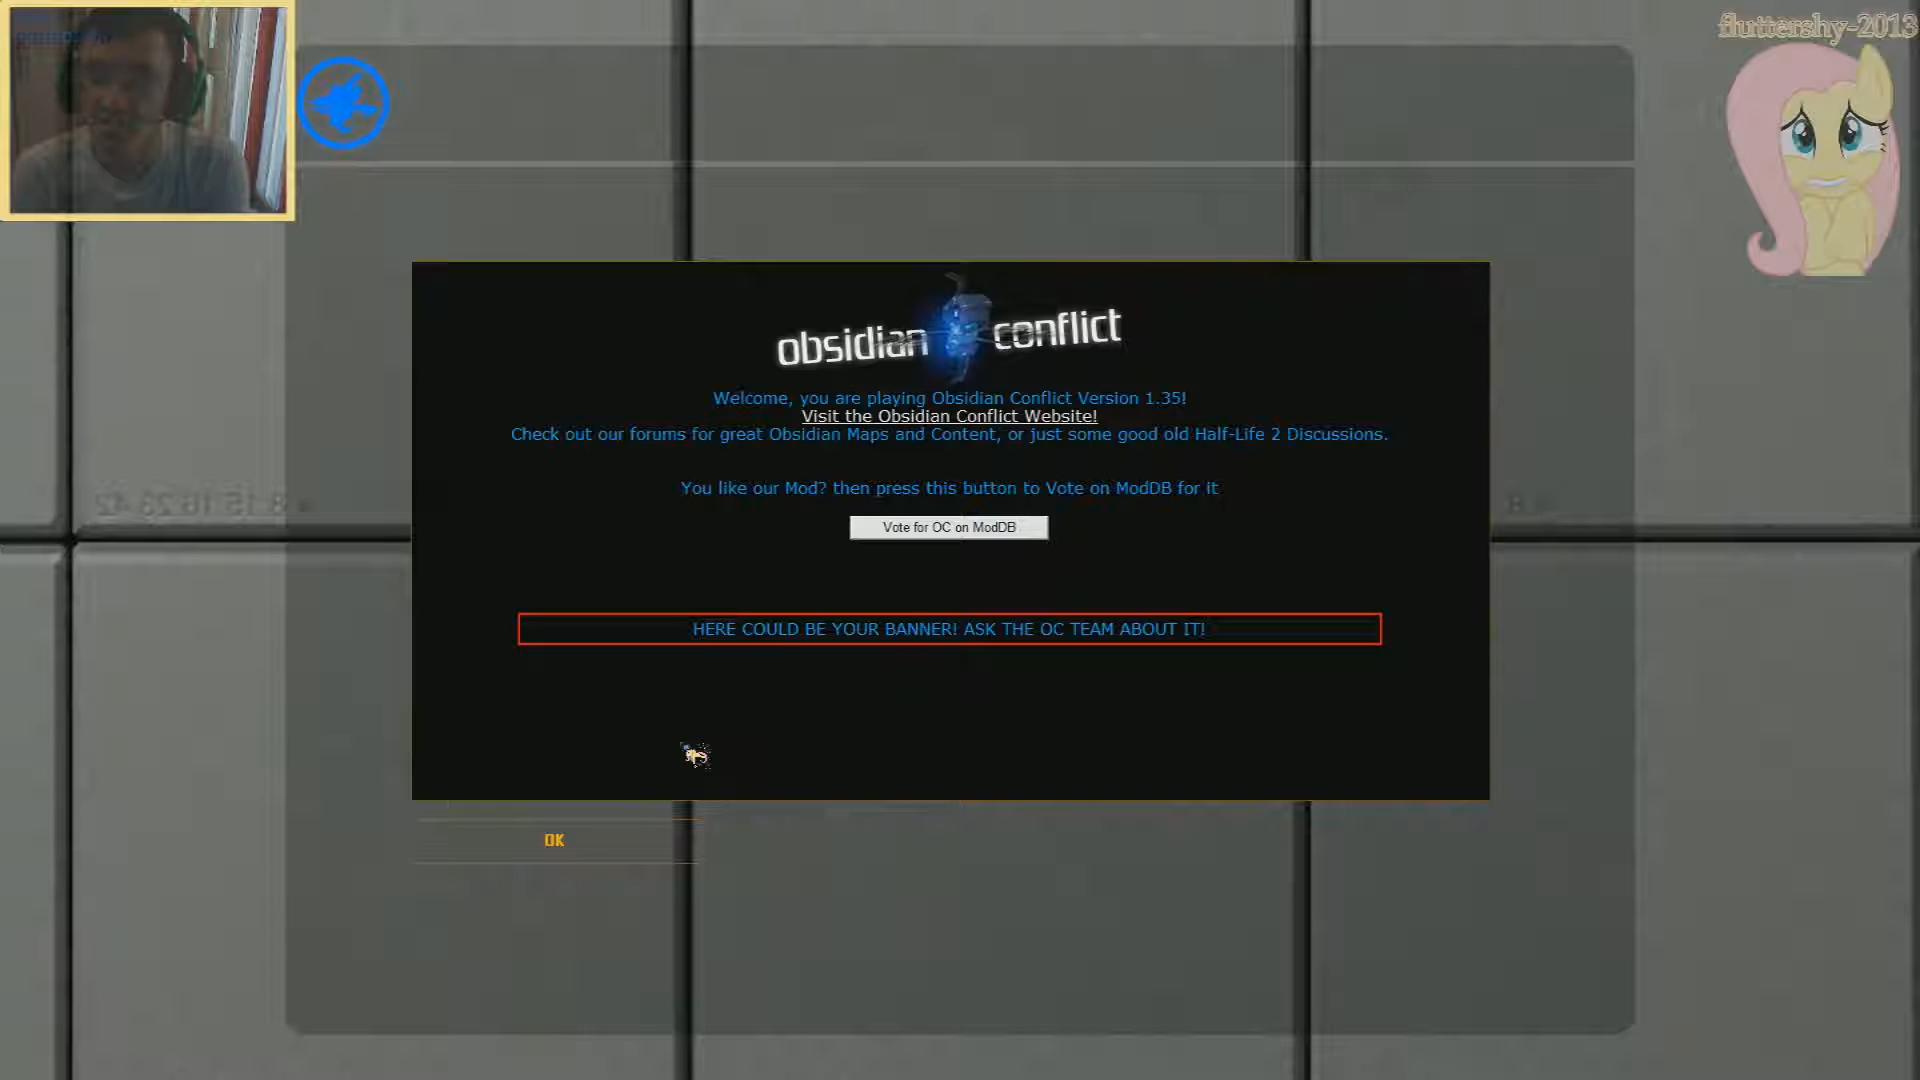 fluttershy-2013
obsidian conflict
Welcome, you are playing Obsidian Conflict Version 1.35!
Visit the Obsidian Conflict Website!
Check out our forums for great Obsidian Maps and Content, or just some good old Half-Life 2 Discussions.
You like our Mod? then press this button to Vote on ModDB for it
Vote for OC on ModDB
HERE COULD BE YOUR BANNER! ASK THE OC TEAM ABOUT IT!
OK